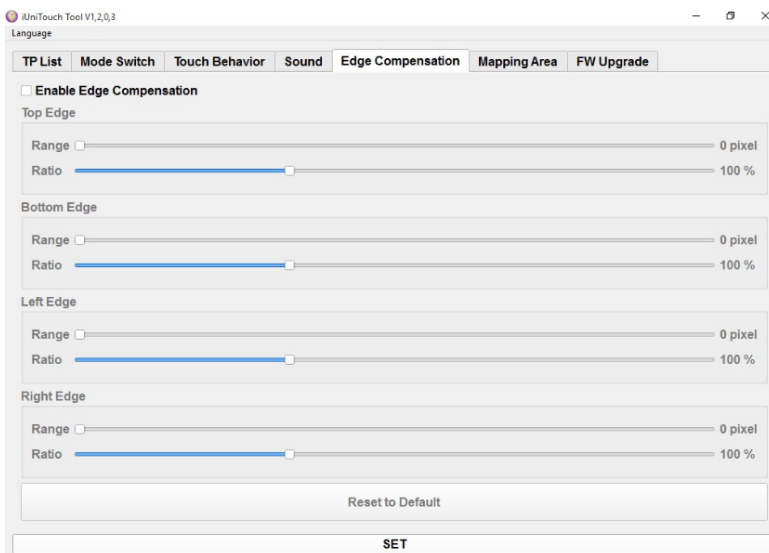 iUniTouch Tool V1,2,0,3
Language
TP List Mode Switch Touch Behavior Sound Edge Compensation Mapping Area FW Upgrade
Enable Edge Compensation
Top Edge
Range 0 pixel
Ratio 100 %
Bottom Edge
Range 0 pixel
Ratio 100 %
Left Edge
Range 0 pixel
Ratio 100 %
Right Edge
Range 0 pixel
Ratio 100 %
Reset to Default
SET